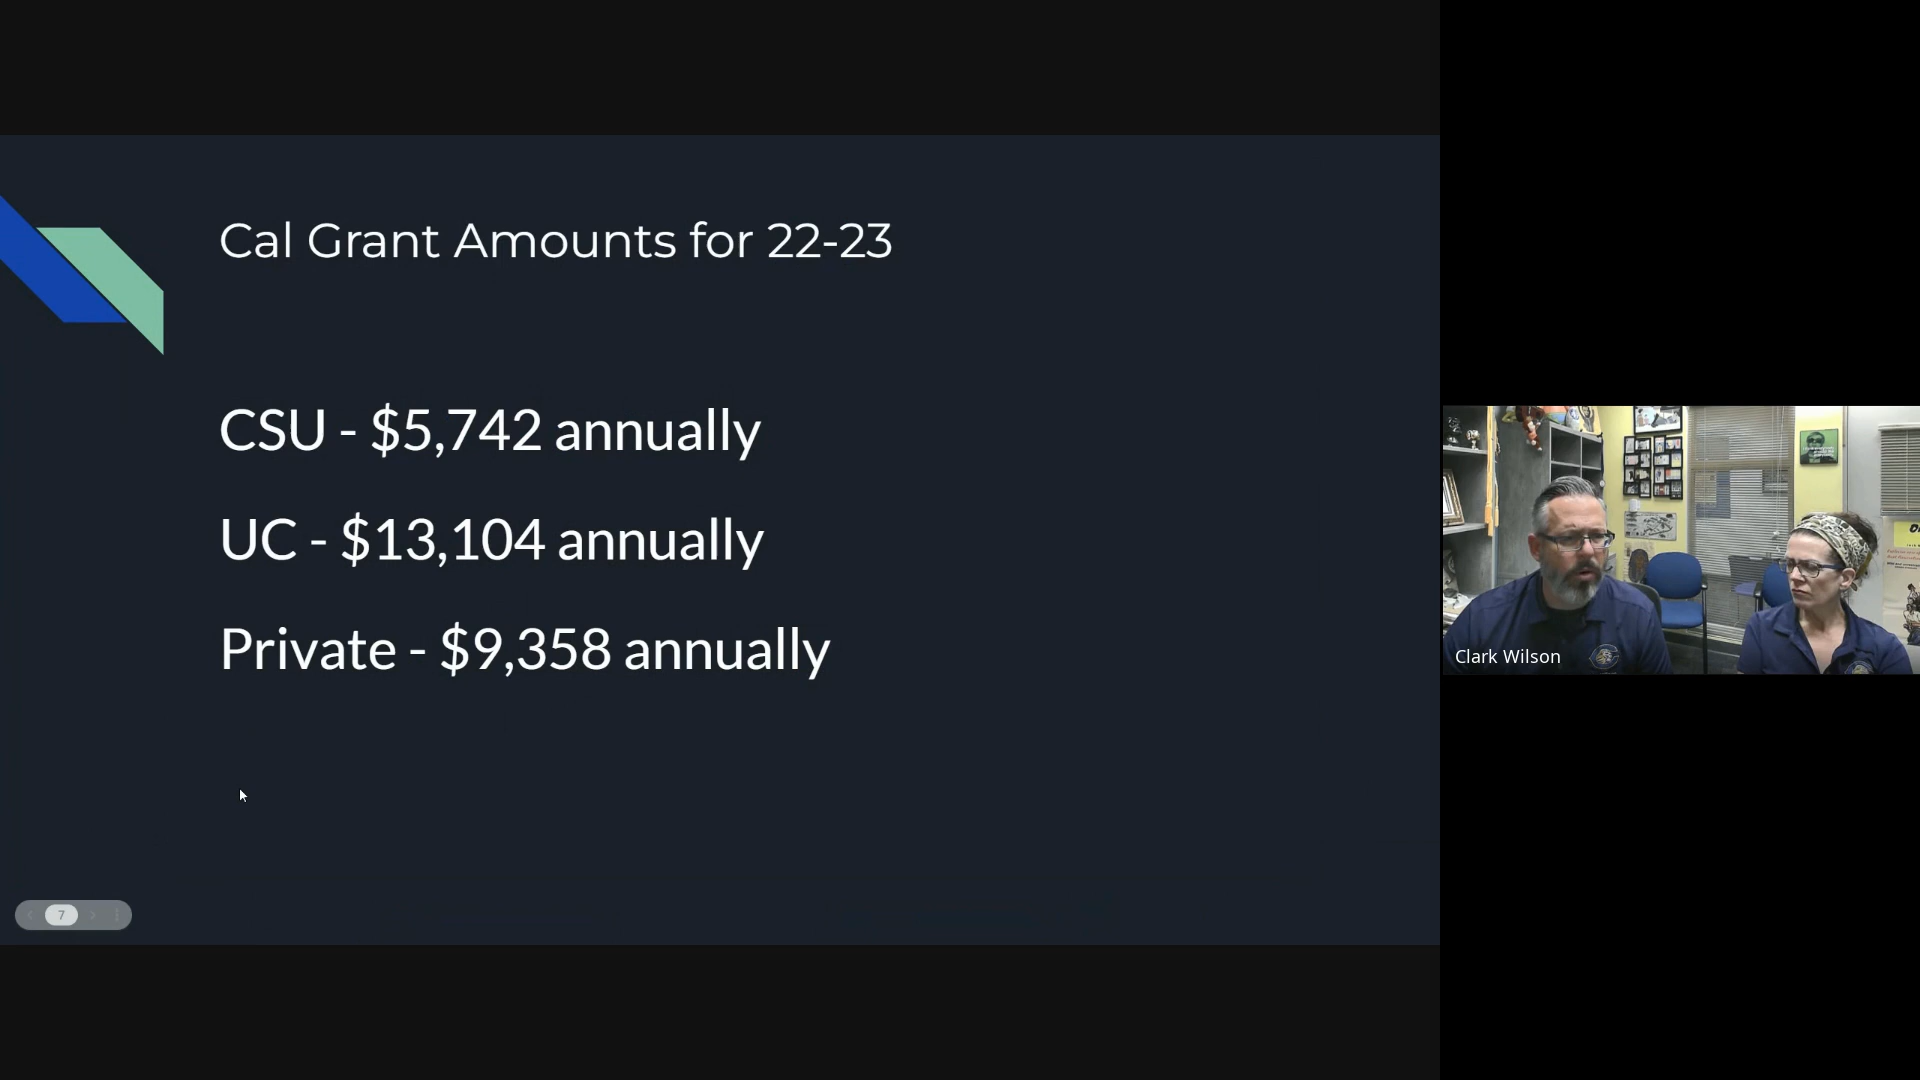 Cal Grant Amounts for 22-23
CSU - $5,742 annually
UC - $13,104 annually
Private - $9,358 annually
7
Clark Wilson